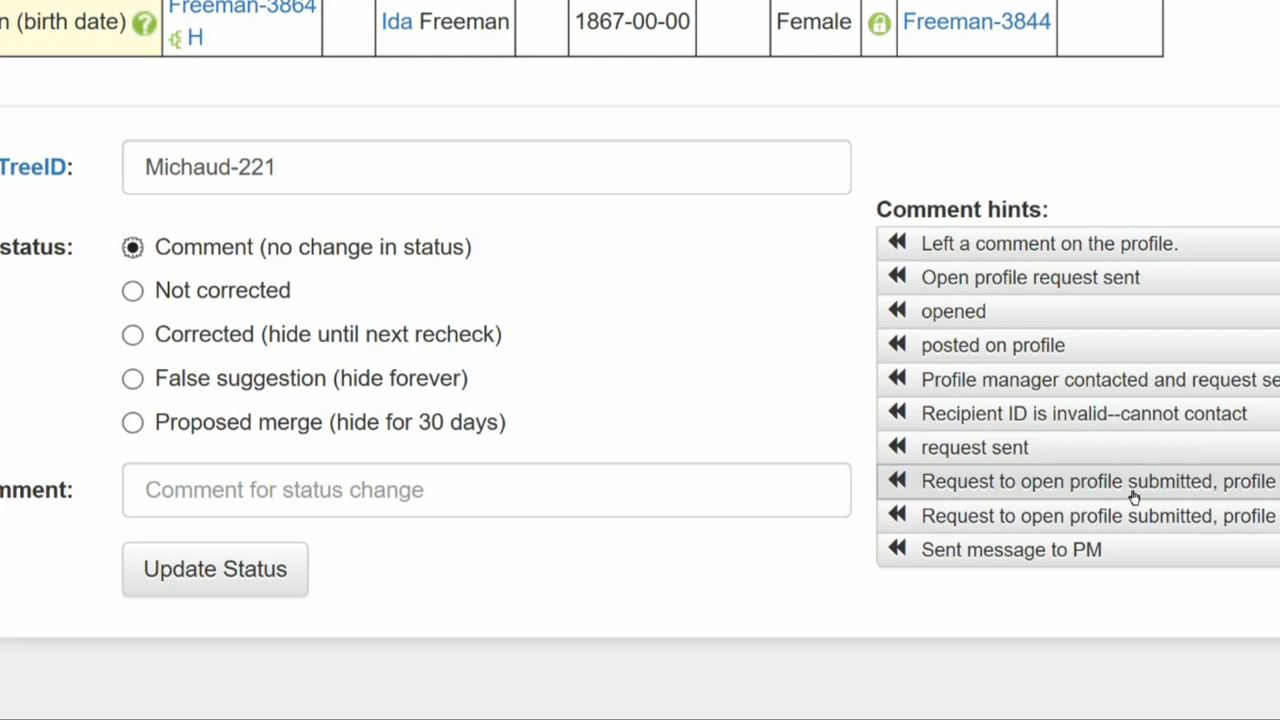 n (birth date) Freeman-3864 H Ida Freeman 1867-00-00 Female Freeman-3844
TreeID: Michaud-221
status: Comment (no change in status)
Not corrected
Corrected (hide until next recheck)
False suggestion (hide forever)
Proposed merge (hide for 30 days)
mment: Comment for status change
Update Status
Comment hints:
Left a comment on the profile.
Open profile request sent
opened
posted on profile
Profile manager contacted and request se
Recipient ID is invalid--cannot contact
request sent
Request to open profile submitted, profile
Request to open profile submitted, profile
Sent message to PM